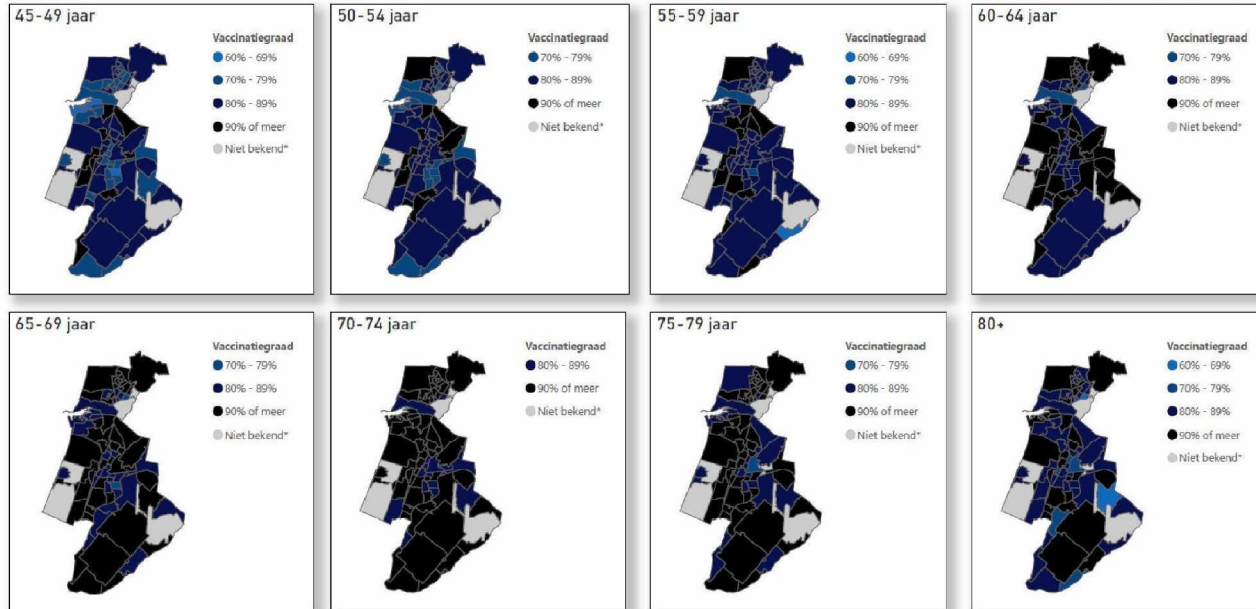 45-49 jaar
Vaccinatiegraad
60% - 69%
70% - 79%
80% - 89%
90% of meer
Niet bekend*
50-54 jaar
Vaccinatiegraad
70% - 79%
80% - 89%
90% of meer
Niet bekend*
55-59 jaar
Vaccinatiegraad
60% - 69%
70% - 79%
80% - 89%
90% of meer
Niet bekend*
60-64 jaar
Vaccinatiegraad
70% - 79%
80% - 89%
90% of meer
Niet bekend*
65-69 jaar
Vaccinatiegraad
70% - 79%
80% - 89%
90% of meer
Niet bekend*
70-74 jaar
Vaccinatiegraad
80% - 89%
90% of meer
Niet bekend*
75-79 jaar
Vaccinatiegraad
70% - 79%
80% - 89%
90% of meer
Niet bekend*
80+
Vaccinatiegraad
60% - 69%
70% - 79%
80% - 89%
90% of meer
Niet bekend*